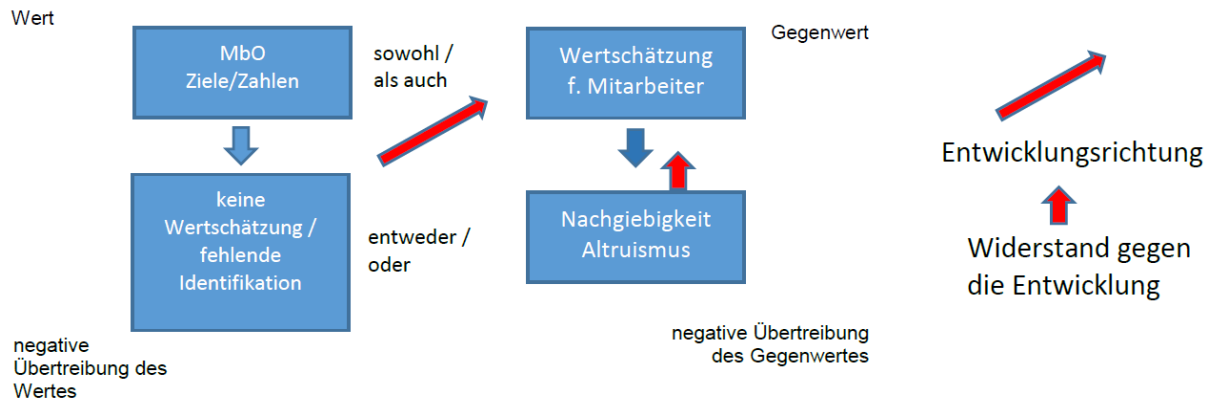 Wert
MbO
Ziele/Zahlen
sowohl /
als auch
Wertschätzung
f. Mitarbeiter
Gegenwert
keine
Wertschätzung /
fehlende
Identifikation
entweder /
oder
Nachgiebigkeit
Altruismus
negative
Übertreibung des
Wertes
negative Übertreibung
des Gegenwertes
Entwicklungsrichtung
Widerstand gegen
die Entwicklung